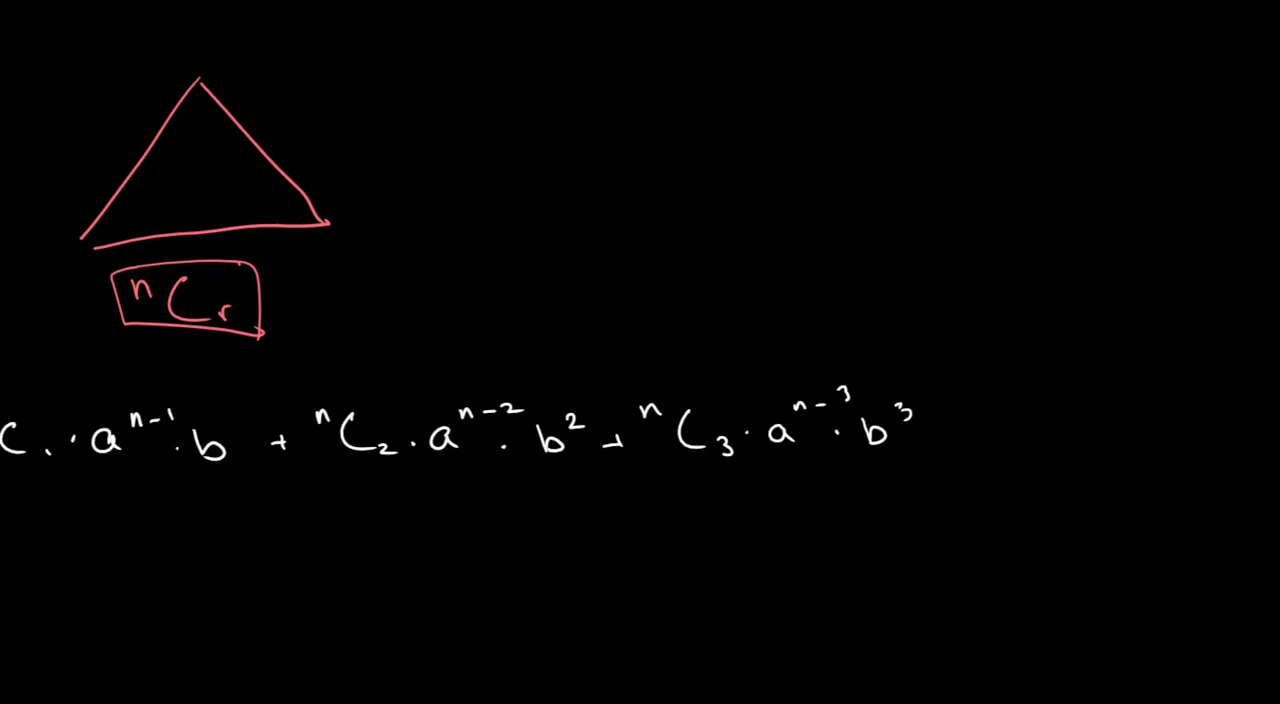 ⁿCᵣ
C₁ · aⁿ⁻¹ · b + ⁿC₂ · aⁿ⁻² · b² + ⁿC₃ · aⁿ⁻³ · b³